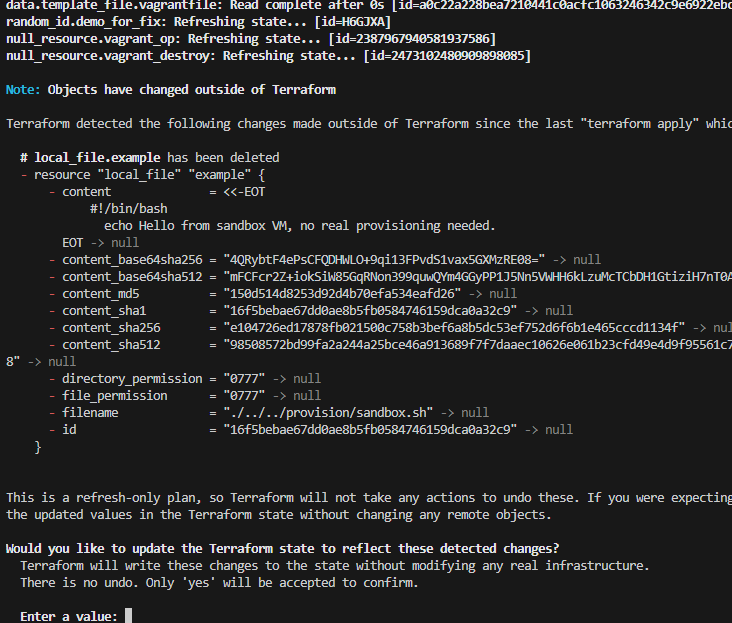 data.template_file.vagrantfile: Read complete after 0s [id=a0c22a228bea7210441c0acfc1063246342c9e6922ebc
random_id.demo_for_fix: Refreshing state... [id=H6GJXA]
null_resource.vagrant_op: Refreshing state... [id=2387967940581937586]
null_resource.vagrant_destroy: Refreshing state... [id=2473102480909898085]
Note: Objects have changed outside of Terraform
Terraform detected the following changes made outside of Terraform since the last "terraform apply" whic
# local_file.example has been deleted
- resource "local_file" "example" {
- content = <<-EOT
#!/bin/bash
echo Hello from sandbox VM, no real provisioning needed.
EOT -> null
- content_base64sha256 = "4QRybtF4ePsCFQDHWLO+9qi13FPvdS1vax5GXMzRE08=" -> null
- content_base64sha512 = "mFCFcr2Z+iokSiW85GqRNon399quwQYm4GGyPP1J5Nn5VWHH6kLzuMcTCbDH1GtiziH7nT0A
- content_md5 = "150d514d8253d92d4b70efa534eafd26" -> null
- content_sha1 = "16f5bebae67dd0ae8b5fb0584746159dca0a32c9" -> null
- content_sha256 = "e104726ed17878fb021500c758b3bef6a8b5dc53ef752d6f6b1e465cccd1134f" -> nul
- content_sha512 = "98508572bd99fa2a244a25bce46a913689f7f7daaec10626e061b23cfd49e4d9f95561c7
8" -> null
- directory_permission = "0777" -> null
- file_permission = "0777" -> null
- filename = "./../../provision/sandbox.sh" -> null
- id = "16f5bebae67dd0ae8b5fb0584746159dca0a32c9" -> null
}
This is a refresh-only plan, so Terraform will not take any actions to undo these. If you were expecting
the updated values in the Terraform state without changing any remote objects.
Would you like to update the Terraform state to reflect these detected changes?
Terraform will write these changes to the state without modifying any real infrastructure.
There is no undo. Only 'yes' will be accepted to confirm.
Enter a value: